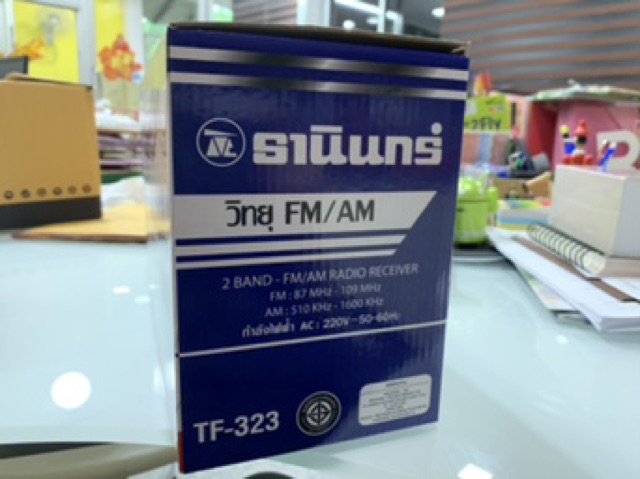 ธานินทร์
วิทยุ FM/AM
2 BAND - FM/AM RADIO RECEIVER
FM : 87 MHz - 109 MHz
AM : 510 KHz - 1600 KHz
กำลังไฟฟ้า AC : 220V~50-60Hz
TF-323